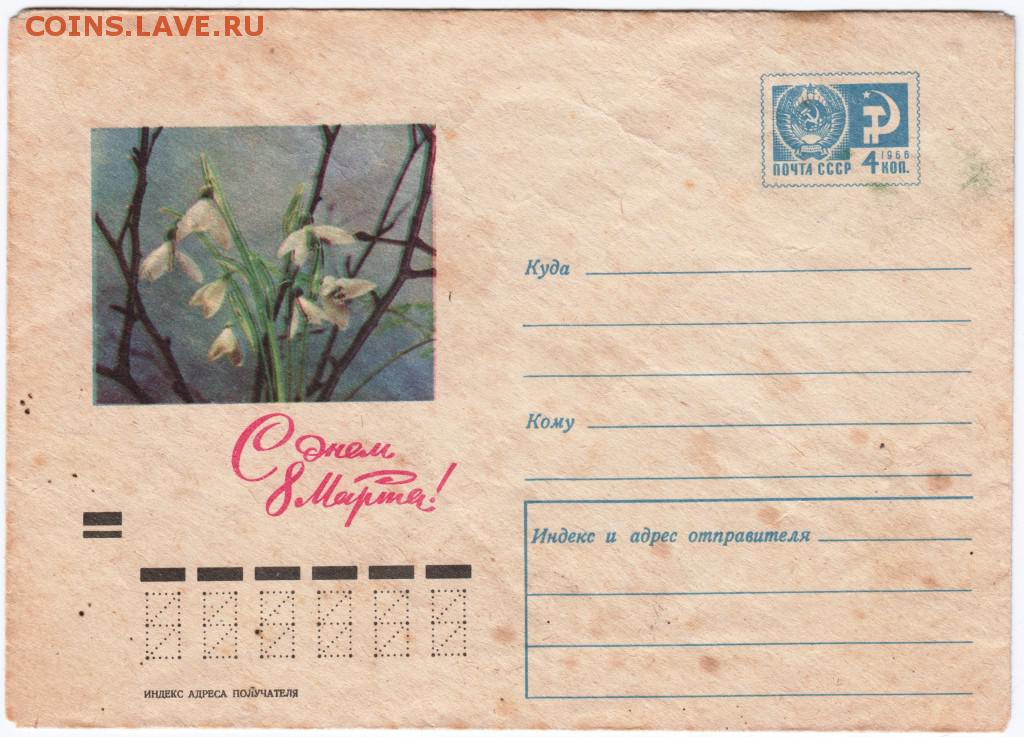 COINS.LAVE.RU
1966
4
ПОЧТА СССР КОП.
Куда
С днем
8 Марта!
Кому
Индекс и адрес отправителя
ИНДЕКС АДРЕСА ПОЛУЧАТЕЛЯ